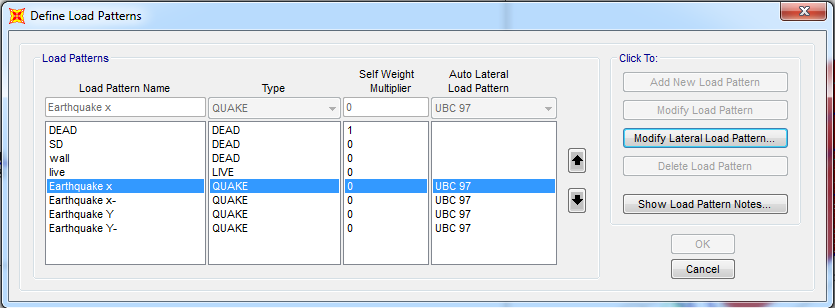 Define Load Patterns
Load Patterns
Load Pattern Name Type Self Weight Multiplier Auto Lateral Load Pattern
Earthquake x QUAKE 0 UBC 97
DEAD DEAD 1
SD DEAD 0
wall DEAD 0
live LIVE 0
Earthquake x QUAKE 0 UBC 97
Earthquake x- QUAKE 0 UBC 97
Earthquake Y QUAKE 0 UBC 97
Earthquake Y- QUAKE 0 UBC 97
Click To:
Add New Load Pattern
Modify Load Pattern
Modify Lateral Load Pattern...
Delete Load Pattern
Show Load Pattern Notes...
OK
Cancel